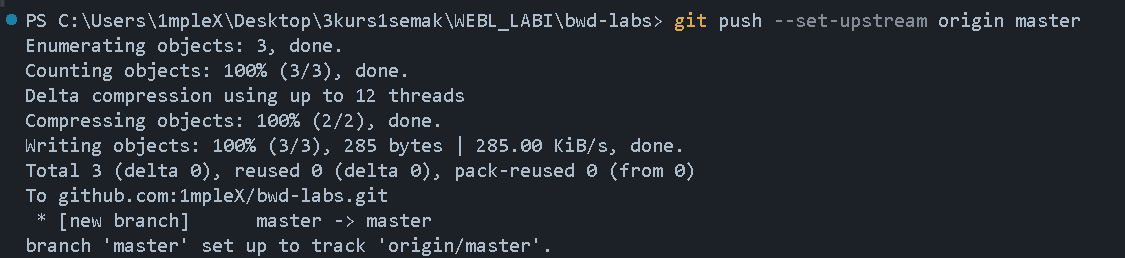 PS C:\Users\1mpleX\Desktop\3kurs1semak\WEBL_LABI\bwd-labs> git push --set-upstream origin master
Enumerating objects: 3, done.
Counting objects: 100% (3/3), done.
Delta compression using up to 12 threads
Compressing objects: 100% (2/2), done.
Writing objects: 100% (3/3), 285 bytes | 285.00 KiB/s, done.
Total 3 (delta 0), reused 0 (delta 0), pack-reused 0 (from 0)
To github.com:1mpleX/bwd-labs.git
 * [new branch]      master -> master
branch 'master' set up to track 'origin/master'.